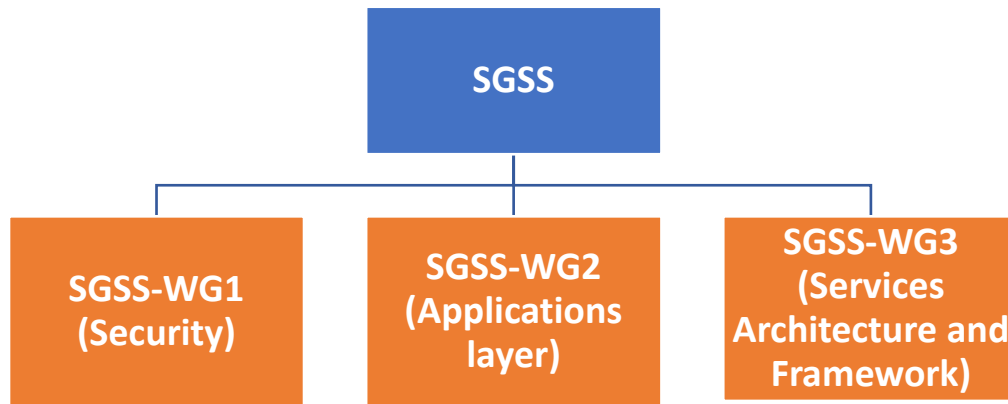 SGSS
SGSS-WG1
(Security)
SGSS-WG2
(Applications
layer)
SGSS-WG3
(Services
Architecture and
Framework)